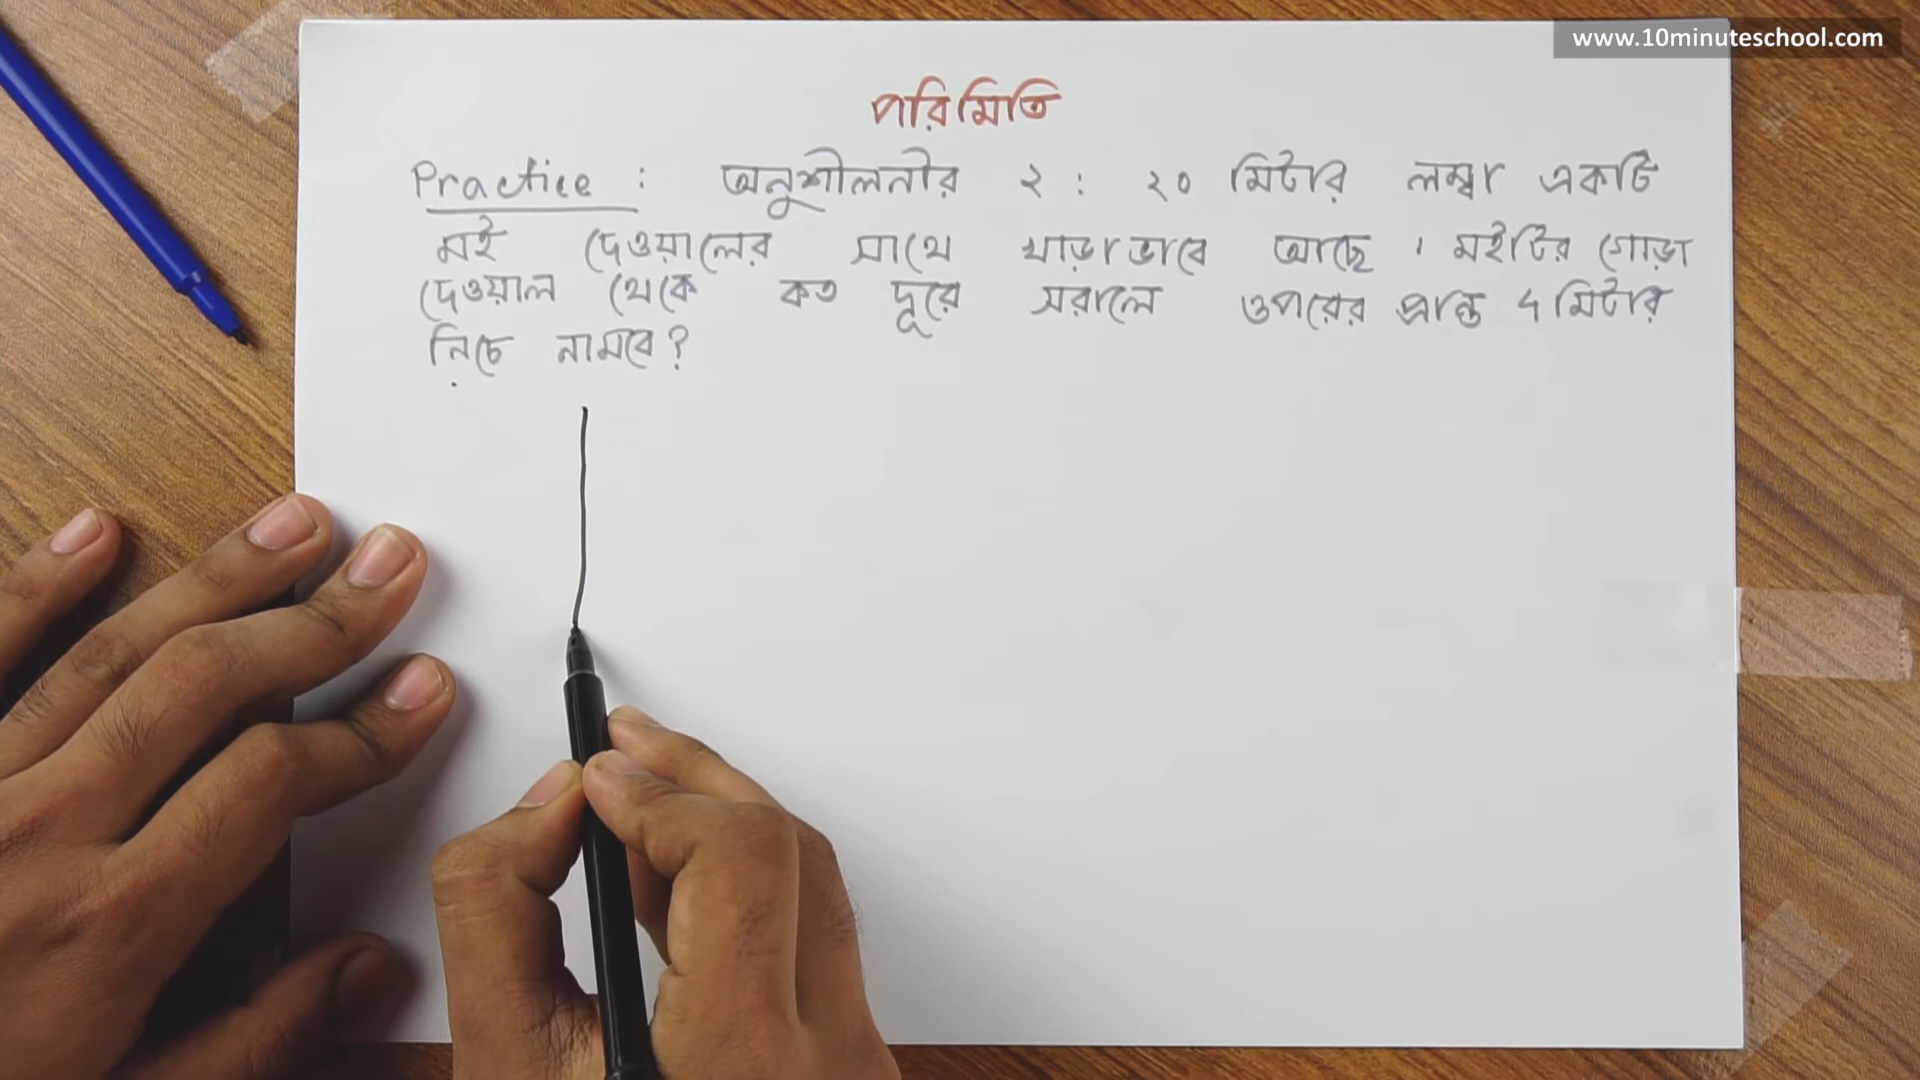 www.10minuteschool.com
পরিমিতি
Practice : অনুশীলনীর ২ : ২০ মিটার লম্বা একটি
মই দেওয়ালের সাথে খাড়াভাবে আছে । মইটির গোড়া
দেওয়াল থেকে কত দূরে সরালে ওপরের প্রান্ত ৭ মিটার
নিচে নামবে?